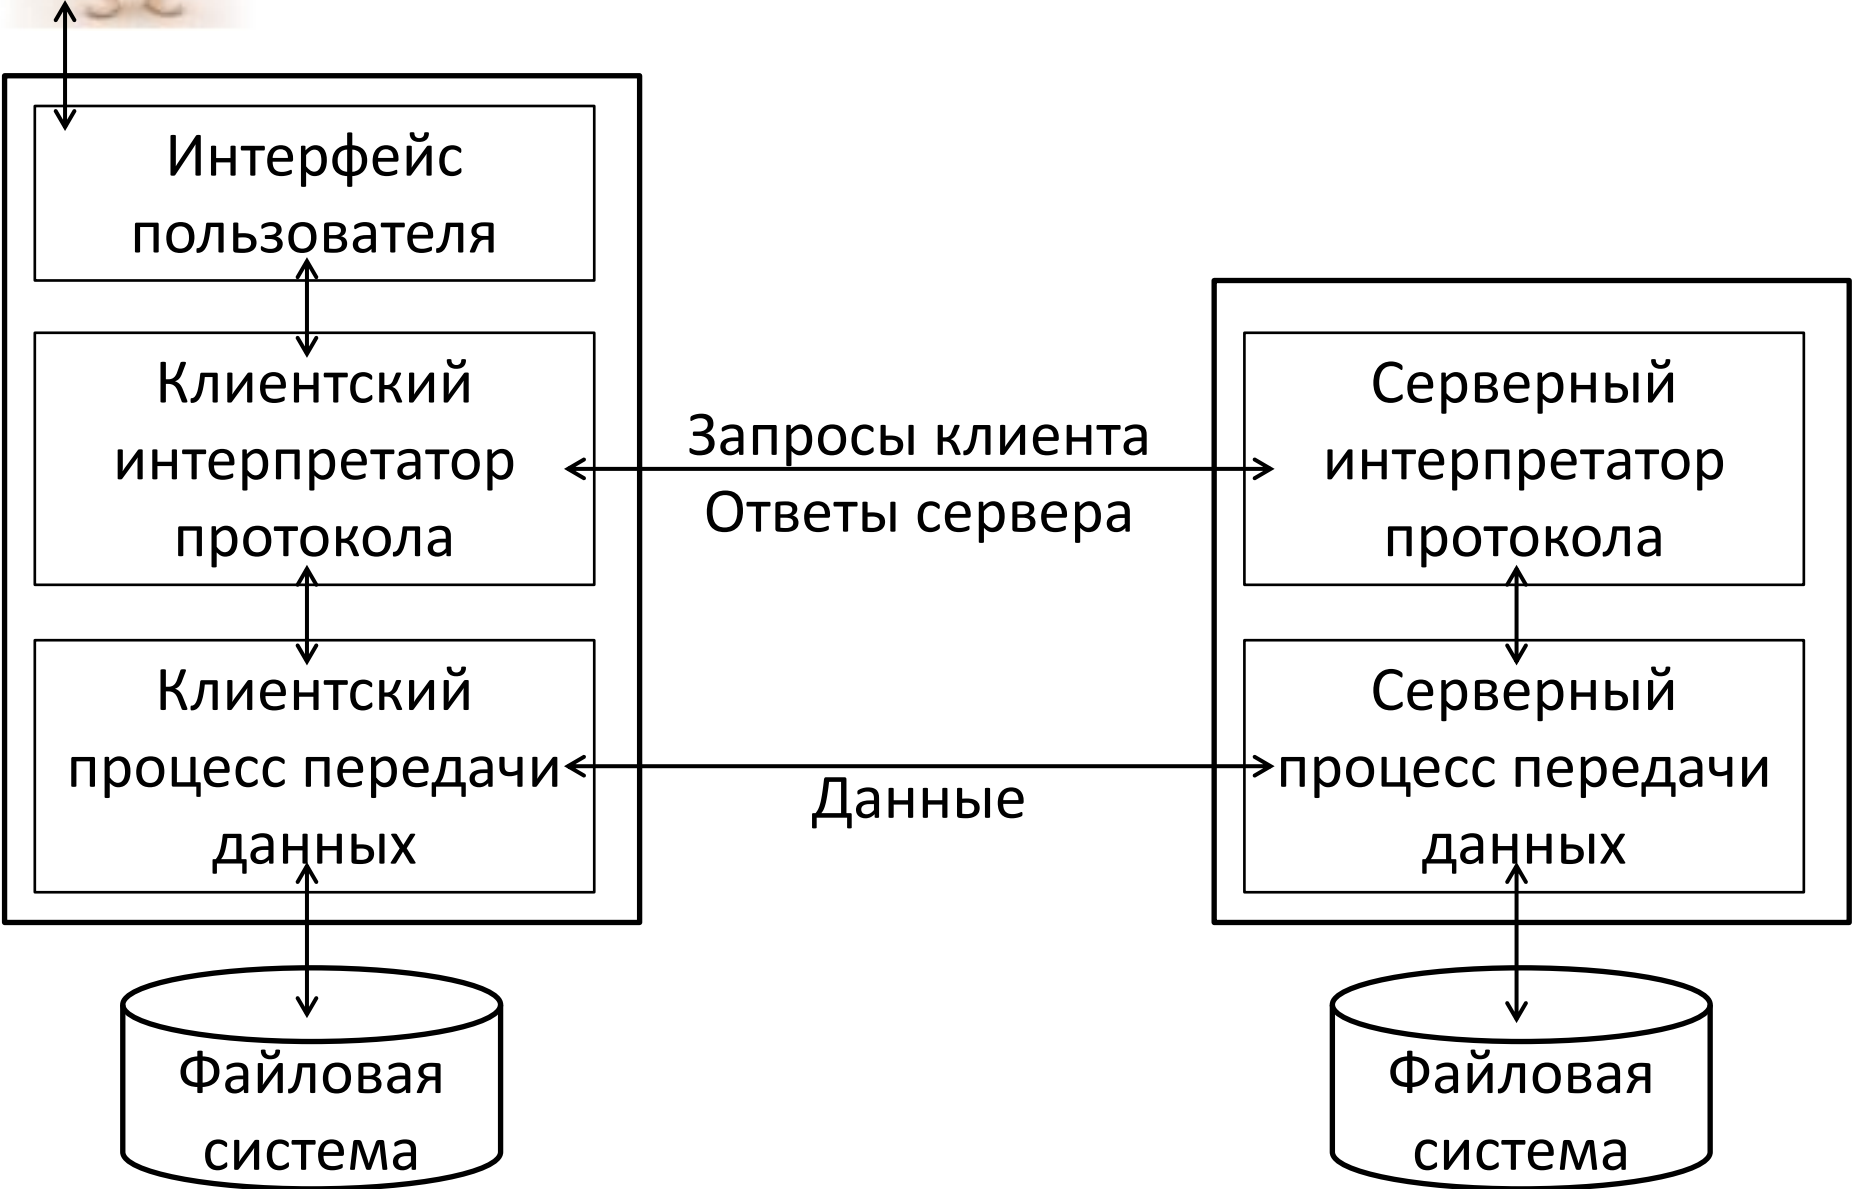 Интерфейс
пользователя
Клиентский
интерпретатор
протокола
Запросы клиента
Ответы сервера
Серверный
интерпретатор
протокола
Клиентский
процесс передачи
данных
Данные
Серверный
процесс передачи
данных
Файловая
система
Файловая
система